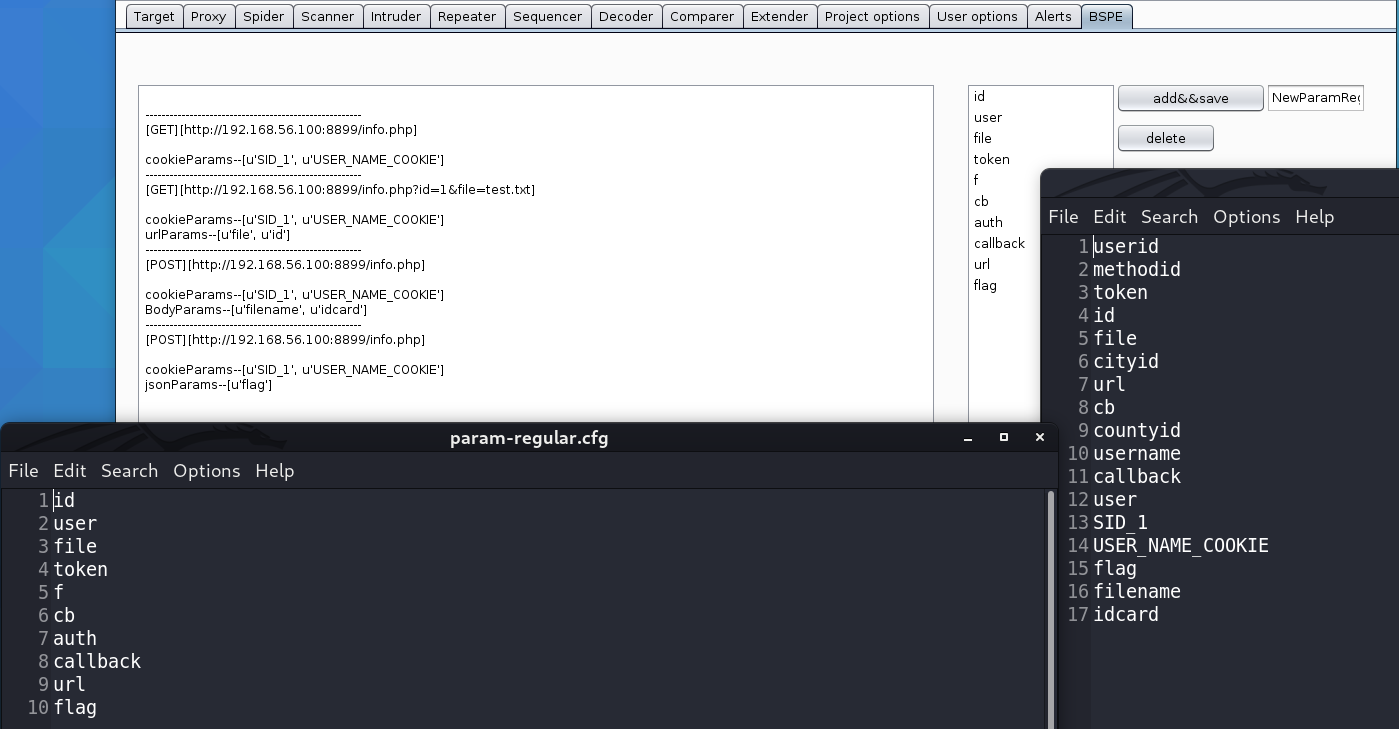 Target Proxy Spider Scanner Intruder Repeater Sequencer Decoder Comparer Extender Project options User options Alerts BSPE
------------------------------------------------------
[GET][http://192.168.56.100:8899/info.php]
cookieParams--[u'SID_1', u'USER_NAME_COOKIE']
------------------------------------------------------
[GET][http://192.168.56.100:8899/info.php?id=1&file=test.txt]
cookieParams--[u'SID_1', u'USER_NAME_COOKIE']
urlParams--[u'file', u'id']
------------------------------------------------------
[POST][http://192.168.56.100:8899/info.php]
cookieParams--[u'SID_1', u'USER_NAME_COOKIE']
BodyParams--[u'filename', u'idcard']
------------------------------------------------------
[POST][http://192.168.56.100:8899/info.php]
cookieParams--[u'SID_1', u'USER_NAME_COOKIE']
jsonParams--[u'flag']
id
user
file
token
f
cb
auth
callback
url
flag
add&&save
delete
File Edit Search Options Help
1 userid
2 methodid
3 token
4 id
5 file
6 cityid
7 url
8 cb
9 countyid
10 username
11 callback
12 user
13 SID_1
14 USER_NAME_COOKIE
15 flag
16 filename
17 idcard
param-regular.cfg
File Edit Search Options Help
1 id
2 user
3 file
4 token
5 f
6 cb
7 auth
8 callback
9 url
10 flag